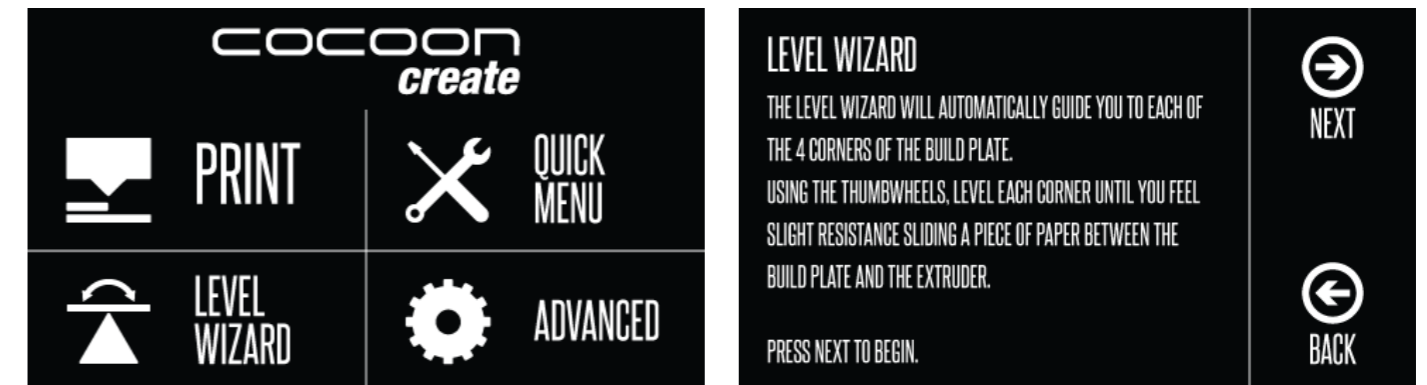 cocoon
create
PRINT
QUICK
MENU
LEVEL
WIZARD
ADVANCED
LEVEL WIZARD
THE LEVEL WIZARD WILL AUTOMATICALLY GUIDE YOU TO EACH OF
THE 4 CORNERS OF THE BUILD PLATE.
USING THE THUMBWHEELS, LEVEL EACH CORNER UNTIL YOU FEEL
SLIGHT RESISTANCE SLIDING A PIECE OF PAPER BETWEEN THE
BUILD PLATE AND THE EXTRUDER.
PRESS NEXT TO BEGIN.
NEXT
BACK